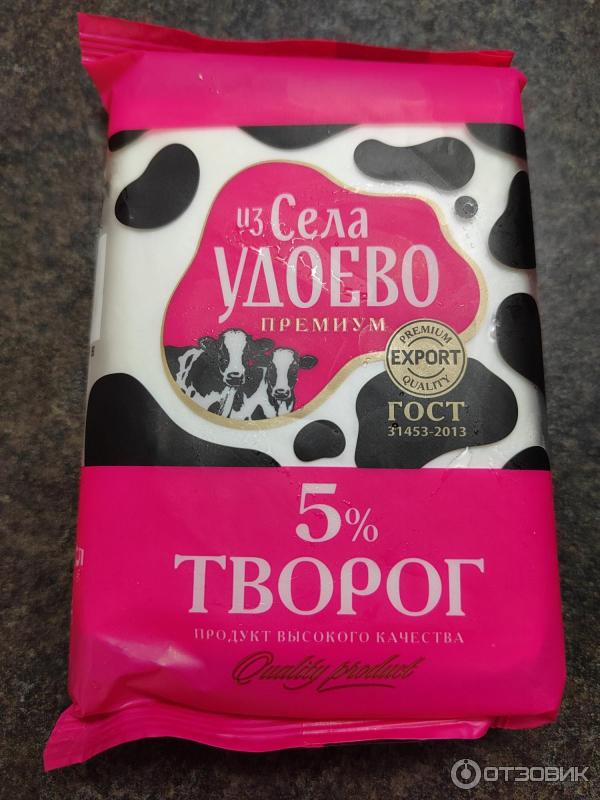 из Села
УДОЕВО
ПРЕМИУМ
PREMIUM
EXPORT
QUALITY
ГОСТ
31453-2013
5%
ТВОРОГ
ПРОДУКТ ВЫСОКОГО КАЧЕСТВА
Quality product
ОТЗОВИК